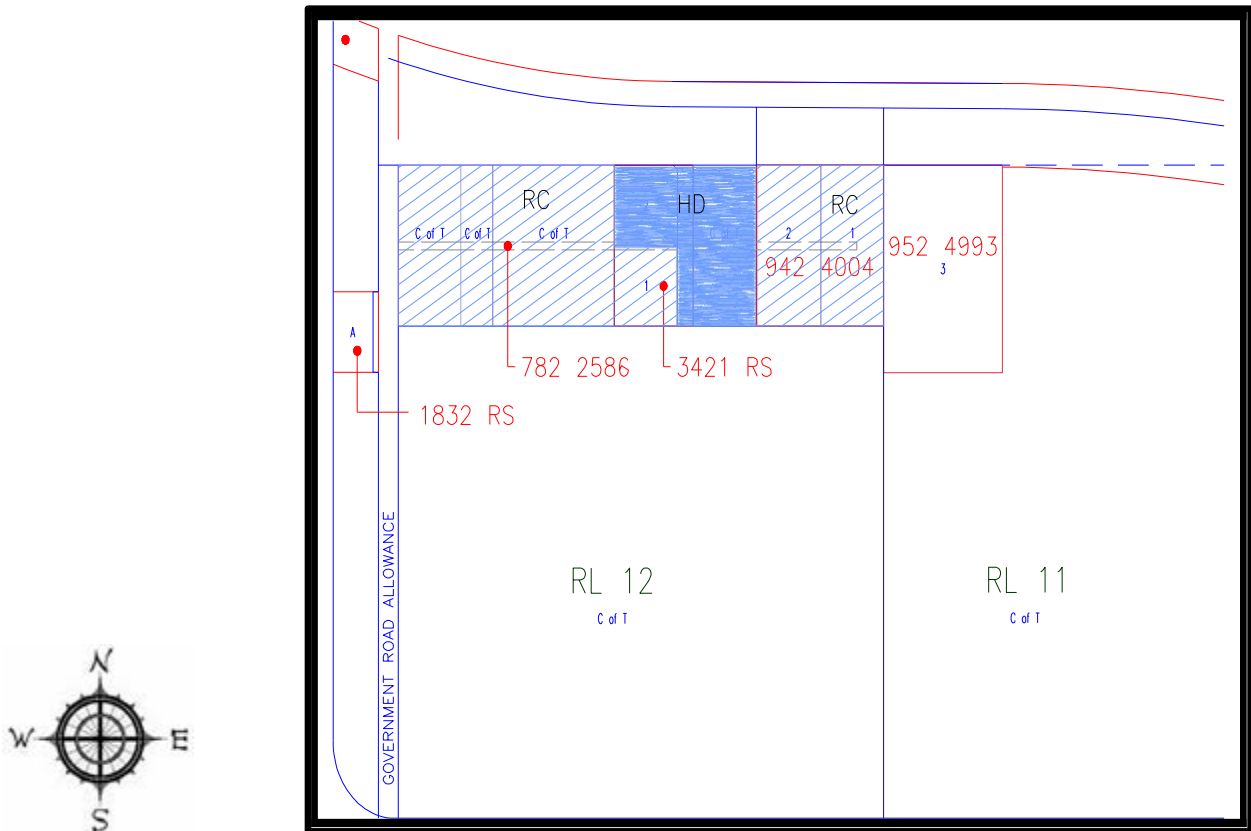 RC
HD
RC
C of T
C of T
C of T
2
1
942 4004
952 4993
3
1
A
782 2586
3421 RS
1832 RS
GOVERNMENT ROAD ALLOWANCE
RL 12
C of T
RL 11
C of T
N
W
E
S